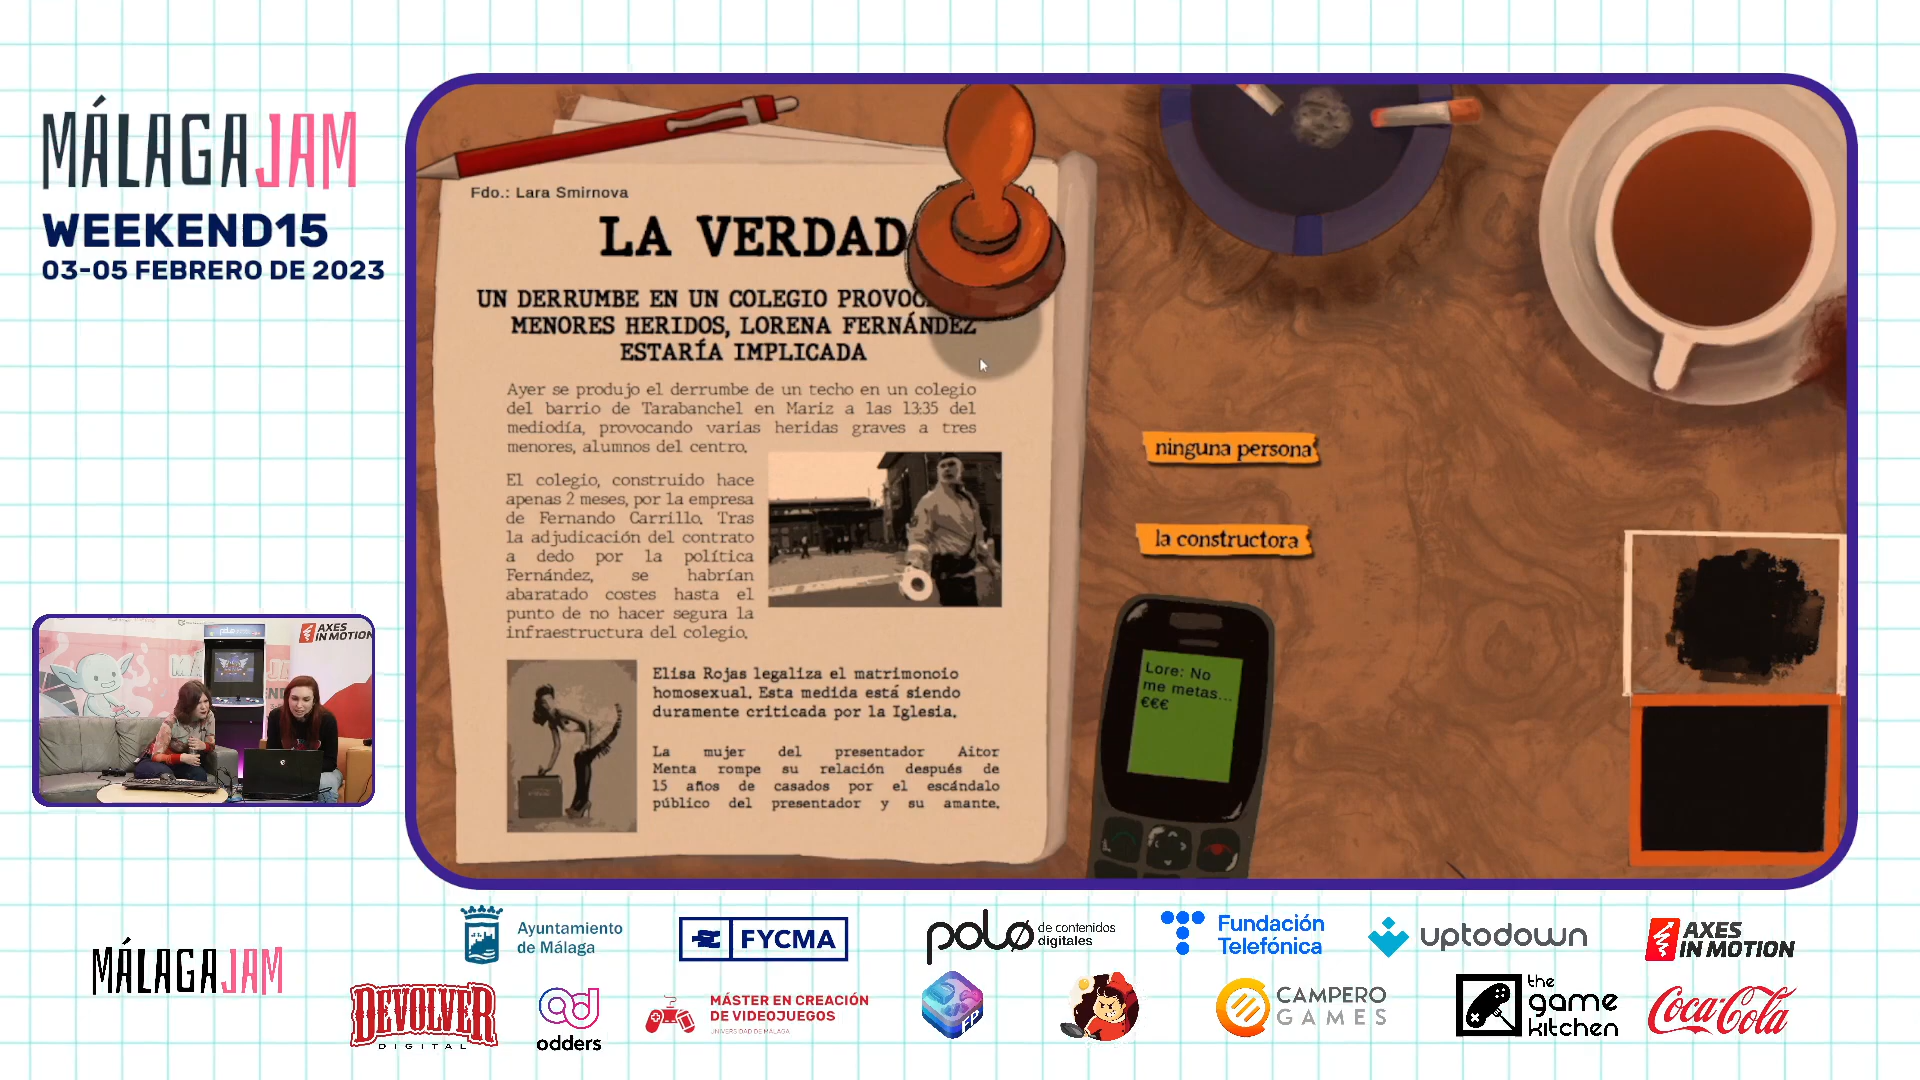 MÁLAGAJAM
WEEKEND15
03-05 FEBRERO DE 2023
Fdo.: Lara Smirnova
LA VERDAD
UN DERRUMBE EN UN COLEGIO
MENORES HERIDOS, LORENA FERNÁNDEZ
ESTARÍA IMPLICADA
Ayer se produjo el derrumbe de un techo en un colegio
del barrio de Tarabanchel en Mariz a las 13:35 del
mediodía, provocando varias heridas graves a tres
menores, alumnos del centro.
El colegio, construido hace
apenas 2 meses, por la empresa
de Fernando Carrillo. Tras
la adjudicación del contrato
a dedo por la política
Fernández, se habrían
abaratado costes hasta el
punto de no hacer segura la
infraestructura del colegio.
Elisa Rojas legaliza el matrimonio
homosexual. Esta medida está siendo
duramente criticada por la Iglesia.
La mujer del presentador Aitor
Menta rompe su relación después de
15 años de casados por el escándalo
público del presentador y su amante.
ninguna persona
la constructora
Lore: No
me metas...
€€€
AXES
IN MOTION
MÁLAGAJAM
Ayuntamiento
de Málaga
FYCMA
polo de contenidos
digitales
Fundación
Telefónica
uptodown
AXES
IN MOTION
DEVOLVER
DIGITAL
odders
MÁSTER EN CREACIÓN
DE VIDEOJUEGOS
UNIVERSIDAD DE MÁLAGA
FP
CAMPERO
GAMES
the
game
kitchen
Coca-Cola